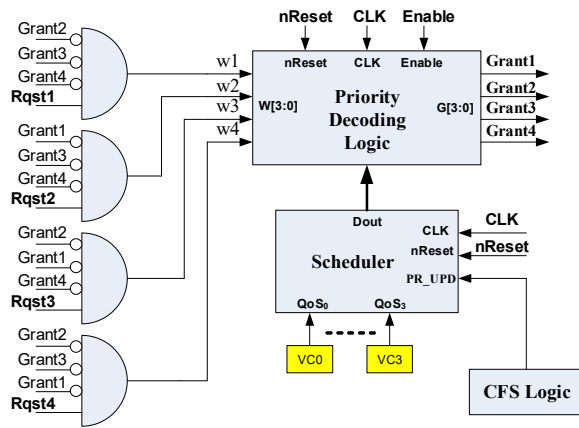 nReset CLK Enable
Grant2
Grant3
Grant4
Rqst1
w1
Grant1
Grant3
Grant4
Rqst2
w2
Grant2
Grant1
Grant4
Rqst3
w3
Grant2
Grant3
Grant1
Rqst4
w4
nReset CLK Enable
W[3:0]
Priority
Decoding
Logic
G[3:0]
Grant1
Grant2
Grant3
Grant4
Dout
Scheduler
CLK
nReset
PR_UPD
QoS0 QoS3
CLK
nReset
VC0 VC3
CFS Logic